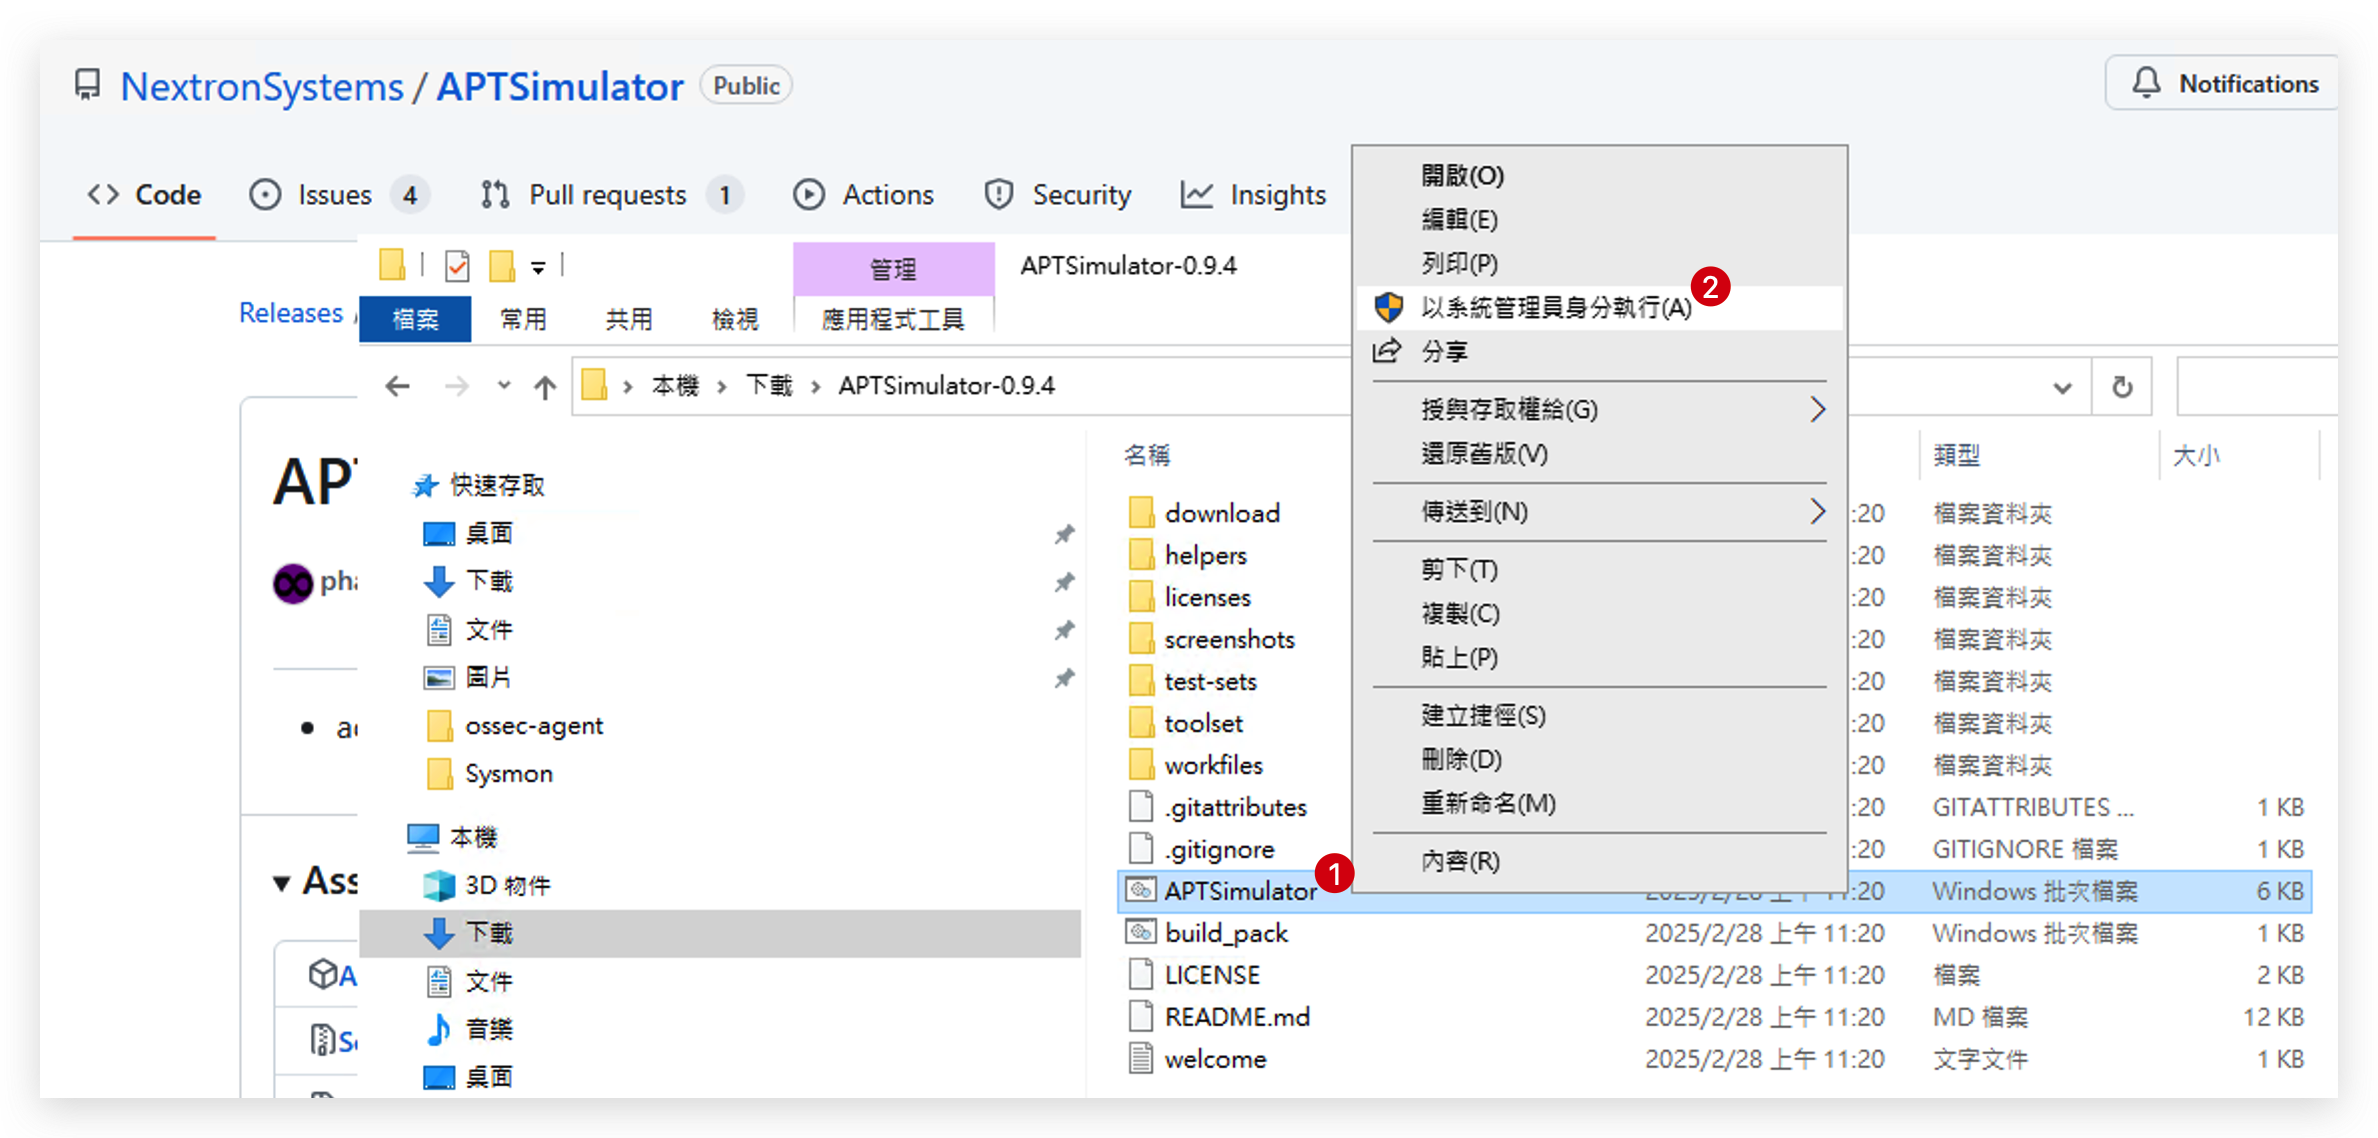 NextronSystems / APTSimulator Public
Notifications
Code Issues 4 Pull requests 1 Actions Security Insights
Releases /
管理 APTSimulator-0.9.4
檔案 常用 共用 檢視 應用程式工具
本機 下載 APTSimulator-0.9.4
快速存取
桌面
下載
文件
圖片
ossec-agent
Sysmon
本機
3D 物件
下載
文件
音樂
桌面
名稱 類型 大小
download :20 檔案資料夾
helpers :20 檔案資料夾
licenses :20 檔案資料夾
screenshots :20 檔案資料夾
test-sets :20 檔案資料夾
toolset :20 檔案資料夾
workfiles :20 檔案資料夾
.gitattributes :20 GITATTRIBUTES ... 1 KB
.gitignore :20 GITIGNORE 檔案 1 KB
APTSimulator 1 2025/2/28 上午 11:20 Windows 批次檔案 6 KB
build_pack 2025/2/28 上午 11:20 Windows 批次檔案 1 KB
LICENSE 2025/2/28 上午 11:20 檔案 2 KB
README.md 2025/2/28 上午 11:20 MD 檔案 12 KB
welcome 2025/2/28 上午 11:20 文字文件 1 KB
開啟(O)
編輯(E)
列印(P)
以系統管理員身分執行(A) 2
分享
授與存取權給(G)
還原舊版(V)
傳送到(N)
剪下(T)
複製(C)
貼上(P)
建立捷徑(S)
刪除(D)
重新命名(M)
內容(R)